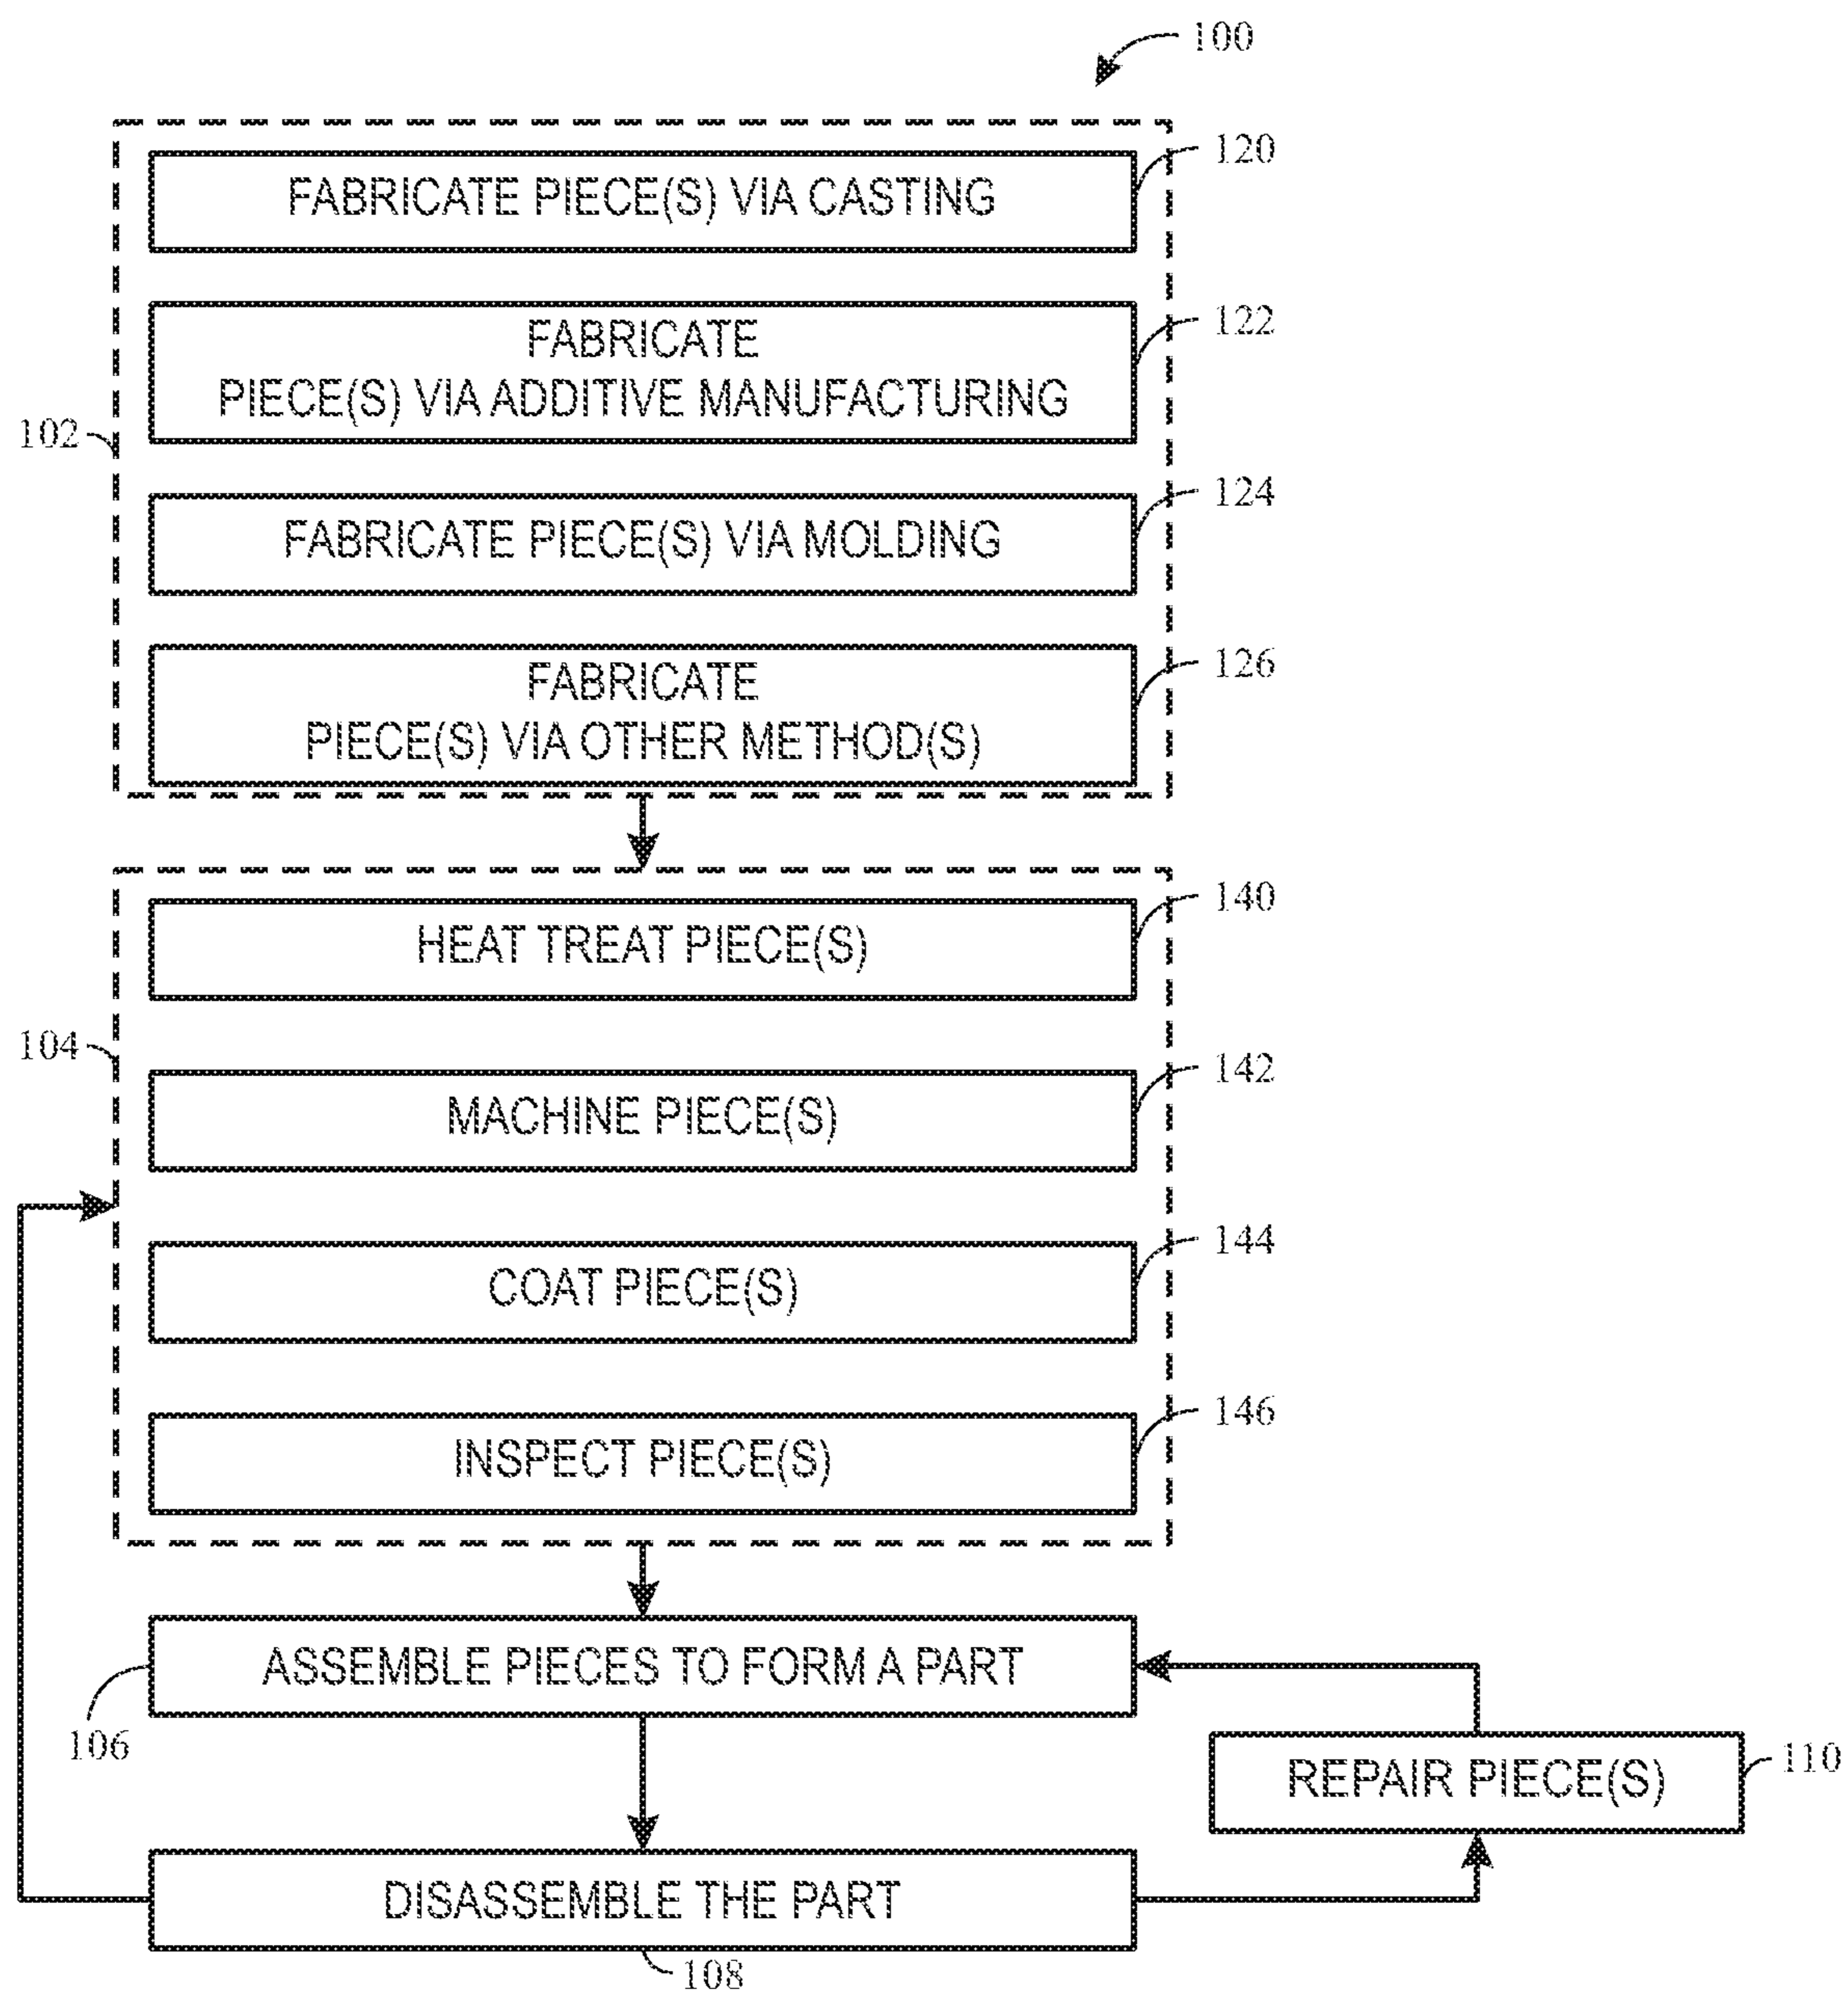 100
120
FABRICATE PIECE(S) VIA CASTING
122
FABRICATE
PIECE(S) VIA ADDITIVE MANUFACTURING
102
124
FABRICATE PIECE(S) VIA MOLDING
126
FABRICATE
PIECE(S) VIA OTHER METHOD(S)
140
HEAT TREAT PIECE(S)
104
142
MACHINE PIECE(S)
144
COAT PIECE(S)
146
INSPECT PIECE(S)
ASSEMBLE PIECES TO FORM A PART
106
REPAIR PIECE(S)
110
DISASSEMBLE THE PART
108